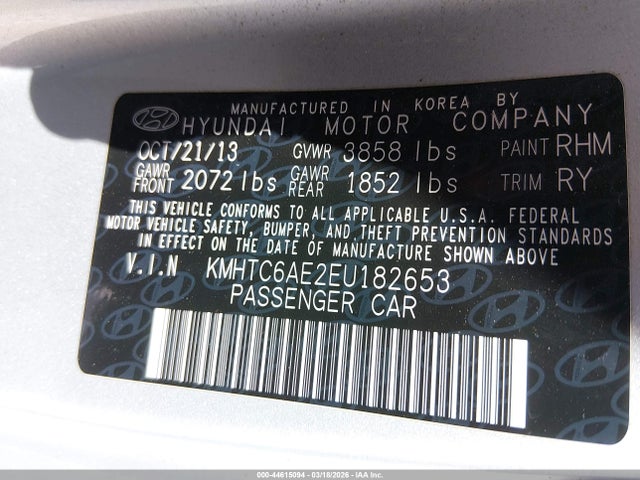 MANUFACTURED IN KOREA BY
HYUNDAI MOTOR COMPANY
OCT/21/13 GVWR 3858 lbs PAINT RHM
GAWR FRONT 2072 lbs GAWR REAR 1852 lbs TRIM RY
THIS VEHICLE CONFORMS TO ALL APPLICABLE U.S.A. FEDERAL
MOTOR VEHICLE SAFETY, BUMPER, AND THEFT PREVENTION STANDARDS
IN EFFECT ON THE DATE OF MANUFACTURE SHOWN ABOVE
V.I.N KMHTC6AE2EU182653
PASSENGER CAR
000-44615094 - 03/18/2026 - IAA Inc.